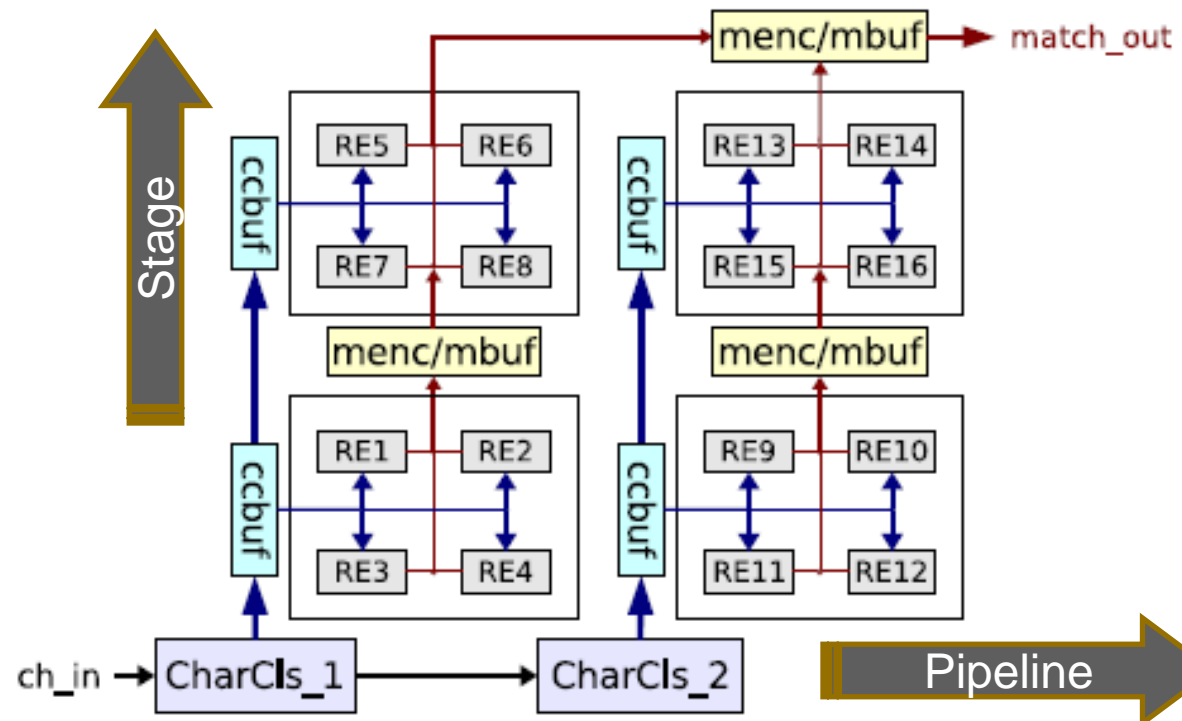 menc/mbuf
match_out
Stage
ccbuf
RE5
RE6
RE7
RE8
ccbuf
RE13
RE14
RE15
RE16
menc/mbuf
menc/mbuf
ccbuf
RE1
RE2
RE3
RE4
ccbuf
RE9
RE10
RE11
RE12
ch_in
CharCls_1
CharCls_2
Pipeline